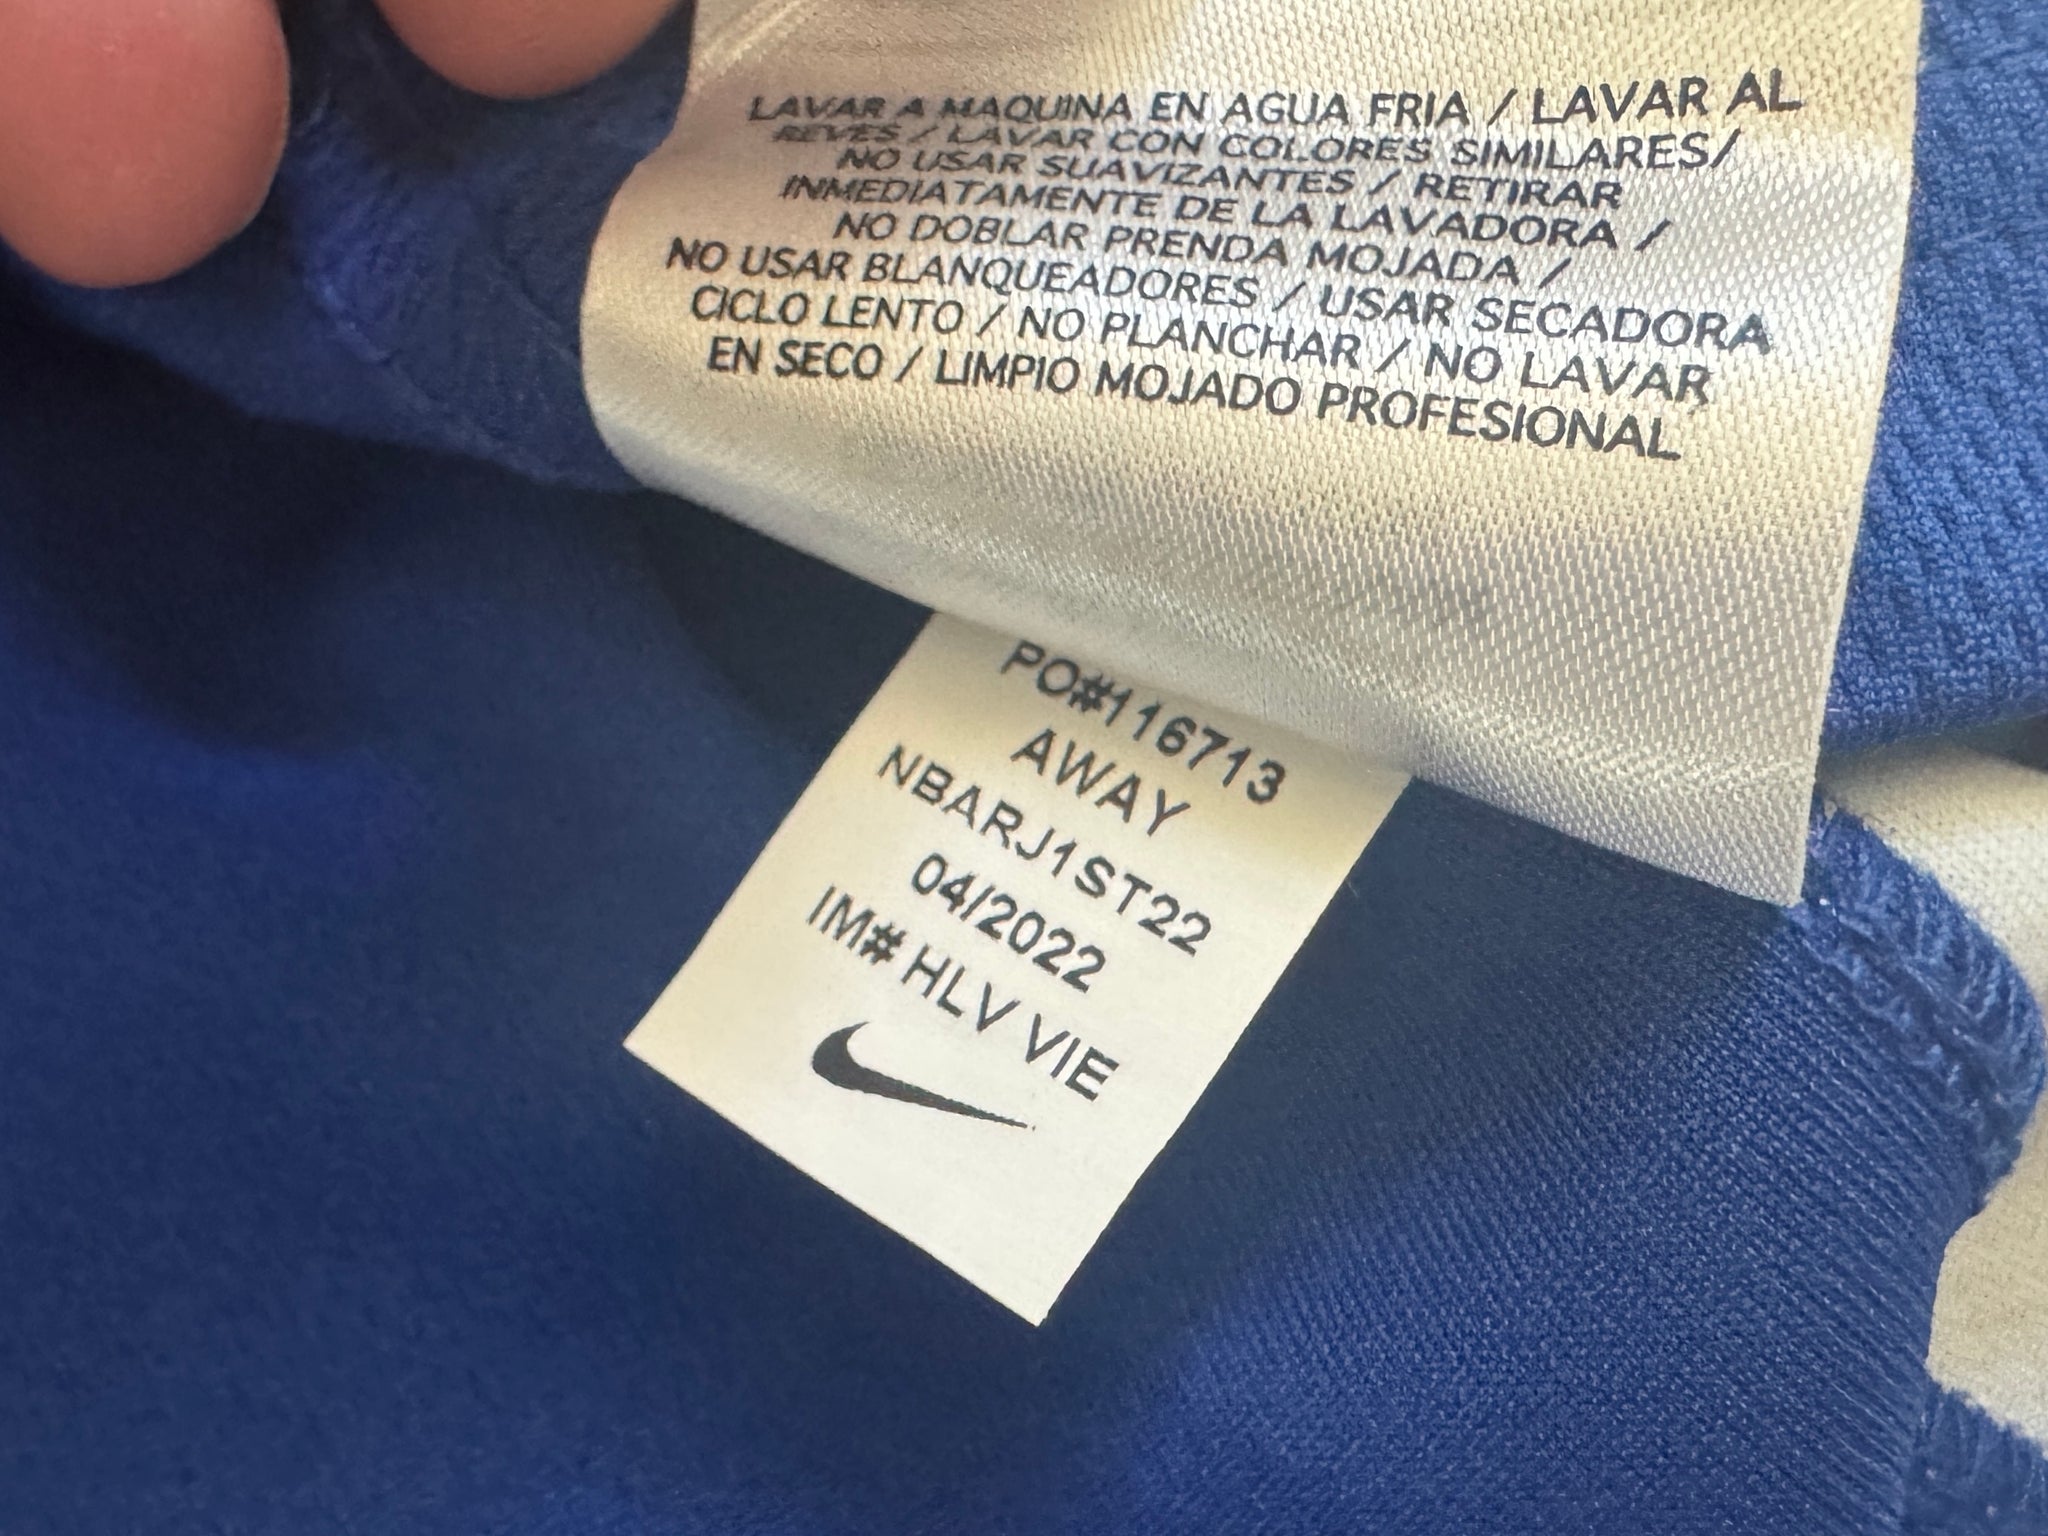 LAVAR A MAQUINA EN AGUA FRIA / LAVAR AL
REVES / LAVAR CON COLORES SIMILARES/
NO USAR SUAVIZANTES / RETIRAR
INMEDIATAMENTE DE LA LAVADORA /
NO DOBLAR PRENDA MOJADA /
NO USAR BLANQUEADORES / USAR SECADORA
CICLO LENTO / NO PLANCHAR / NO LAVAR
EN SECO / LIMPIO MOJADO PROFESIONAL
PO#116713
AWAY
NBARJ1ST22
04/2022
IM# HLV VIE